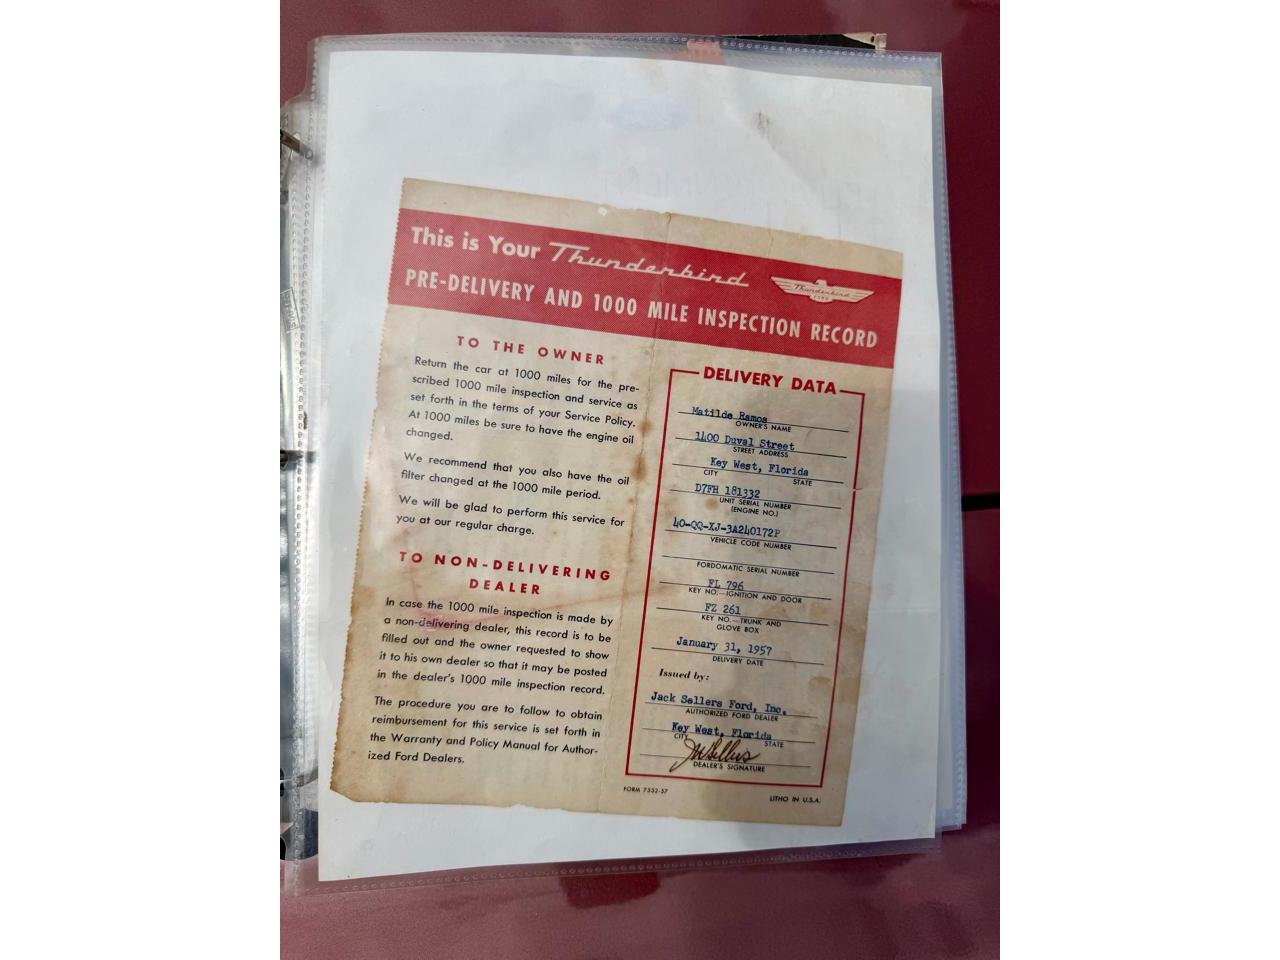 This is Your Thunderbird
Thunderbird
FORD
PRE-DELIVERY AND 1000 MILE INSPECTION RECORD
TO THE OWNER
Return the car at 1000 miles for the pre-
scribed 1000 mile inspection and service as
set forth in the terms of your Service Policy.
At 1000 miles be sure to have the engine oil
changed.
We recommend that you also have the oil
filter changed at the 1000 mile period.
We will be glad to perform this service for
you at our regular charge.
TO NON-DELIVERING
DEALER
In case the 1000 mile inspection is made by
a non-delivering dealer, this record is to be
filled out and the owner requested to show
it to his own dealer so that it may be posted
in the dealer's 1000 mile inspection record.
The procedure you are to follow to obtain
reimbursement for this service is set forth in
the Warranty and Policy Manual for Author-
ized Ford Dealers.
DELIVERY DATA
Matilde Ramos
OWNER'S NAME
1400 Duval Street
STREET ADDRESS
Key West, Florida
CITY STATE
D7FH 181332
UNIT SERIAL NUMBER
(ENGINE NO.)
40-QQ-XJ-3A240172P
VEHICLE CODE NUMBER
FORDOMATIC SERIAL NUMBER
FL 796
KEY NO.—IGNITION AND DOOR
FZ 261
KEY NO.—TRUNK AND
GLOVE BOX
January 31, 1957
DELIVERY DATE
Issued by:
Jack Sellers Ford, Inc.
AUTHORIZED FORD DEALER
Key West, Florida
CITY STATE
JWSellers
DEALER'S SIGNATURE
FORM 7332-57
LITHO IN U.S.A.